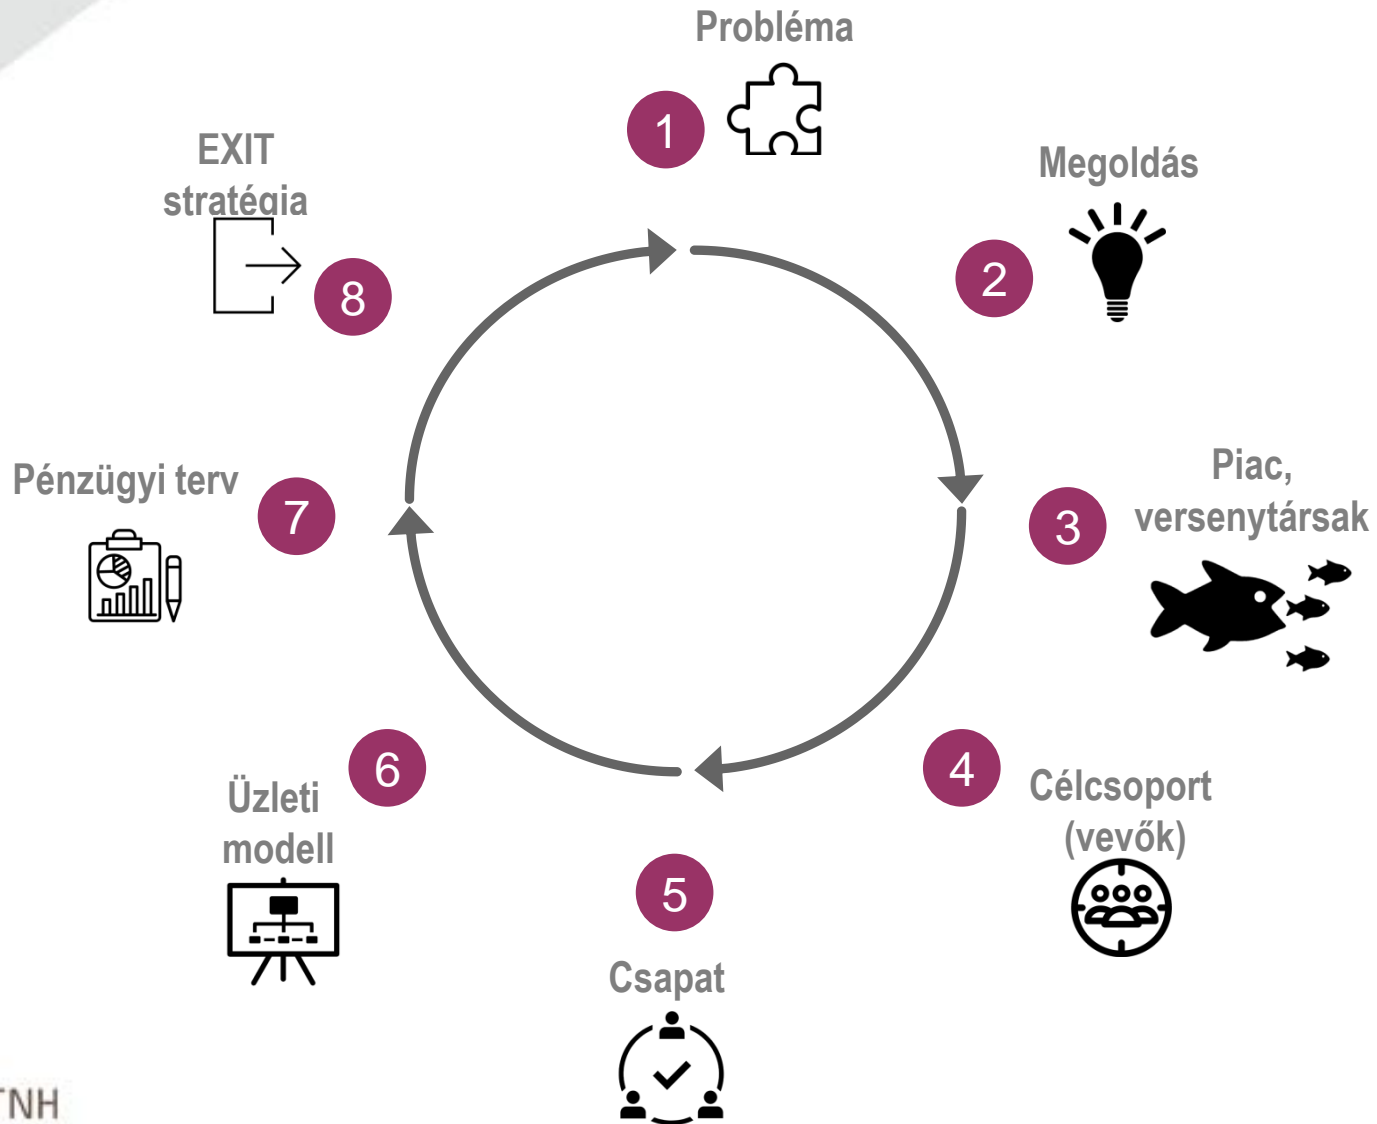 Probléma
1
Megoldás
2
Piac,
versenytársak
3
Célcsoport
(vevők)
4
5
Csapat
6
Üzleti
modell
Pénzügyi terv
7
EXIT
stratégia
8